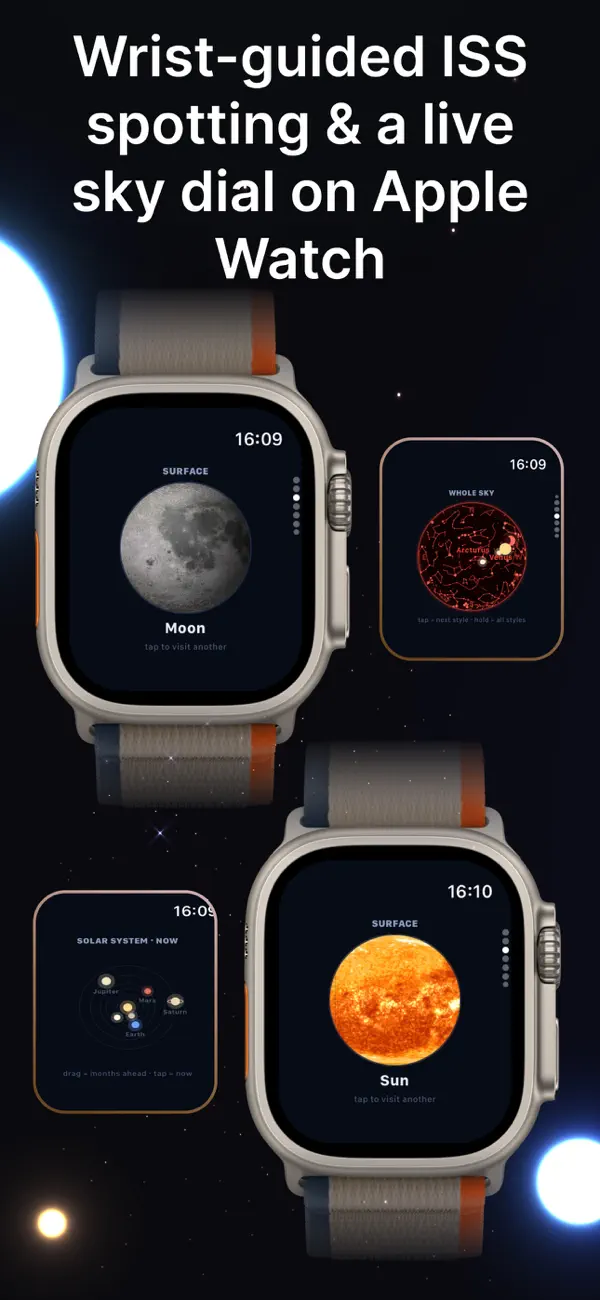 Wrist-guided ISS
spotting & a live
sky dial on Apple
Watch
16:09
SURFACE
Moon
tap to visit another
16:09
WHOLE SKY
Arcturus
Venus
tap = next style · hold = all styles
16:09
SOLAR SYSTEM · NOW
Jupiter
Mars
Saturn
Earth
drag = months ahead · tap = now
16:10
SURFACE
Sun
tap to visit another